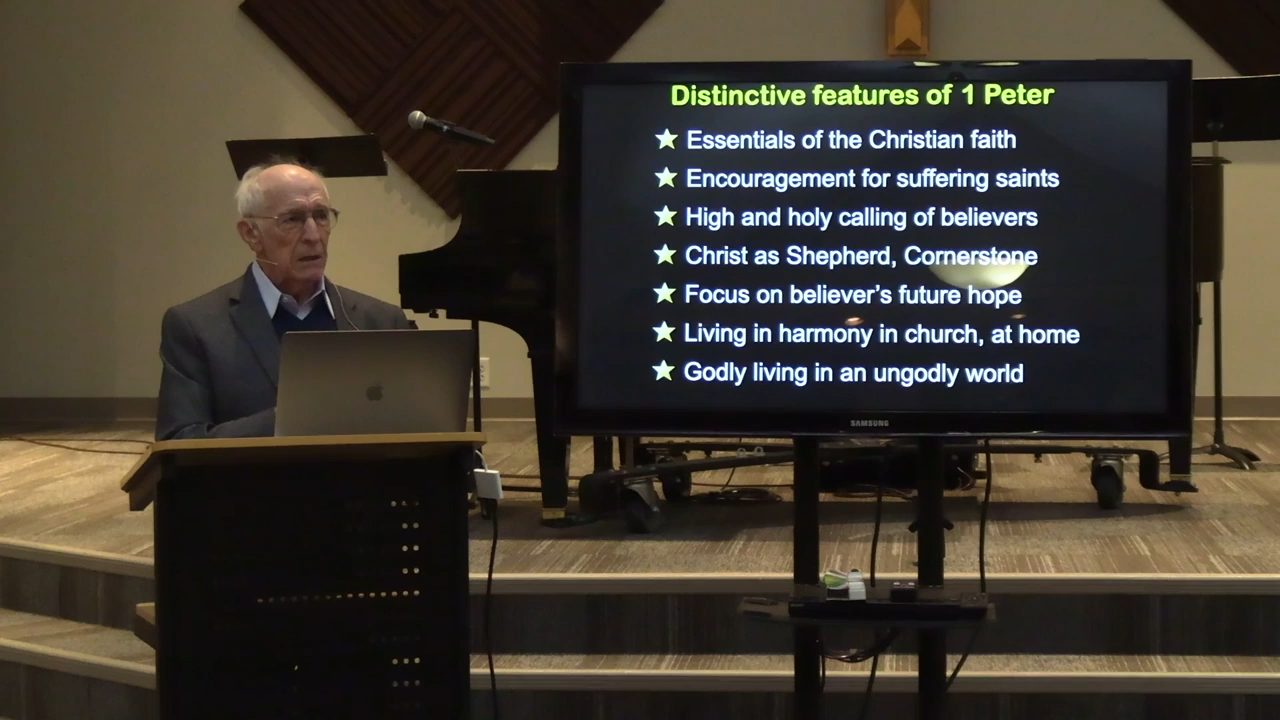 Distinctive features of 1 Peter
Essentials of the Christian faith
Encouragement for suffering saints
High and holy calling of believers
Christ as Shepherd, Cornerstone
Focus on believer's future hope
Living in harmony in church, at home
Godly living in an ungodly world
SAMSUNG